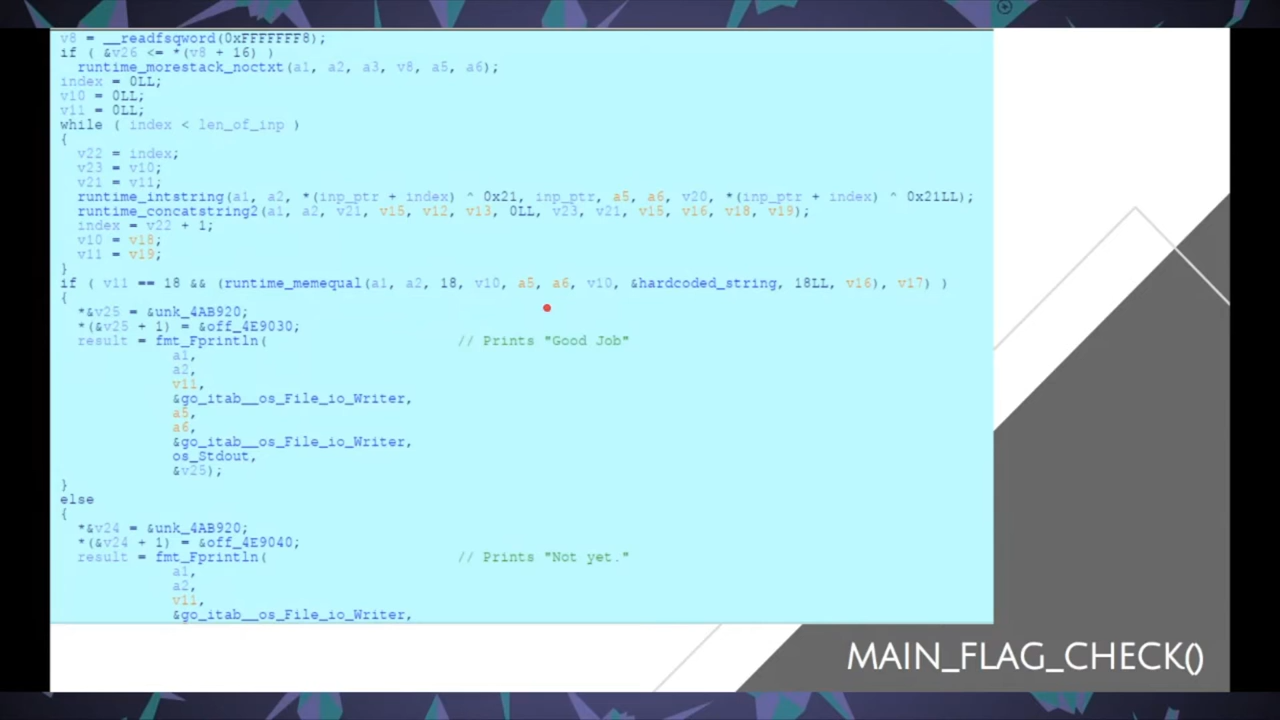 v8 = __readfsqword(0xFFFFFFF8);
if ( &v26 <= *(v8 + 16) )
runtime_morestack_noctxt(a1, a2, a3, v8, a5, a6);
index = 0LL;
v10 = 0LL;
v11 = 0LL;
while ( index < len_of_inp )
{
v22 = index;
v23 = v10;
v21 = v11;
runtime_intstring(a1, a2, *(inp_ptr + index) ^ 0x21, inp_ptr, a5, a6, v20, *(inp_ptr + index) ^ 0x21LL);
runtime_concatstring2(a1, a2, v21, v15, v12, v13, 0LL, v23, v21, v15, v16, v18, v19);
index = v22 + 1;
v10 = v18;
v11 = v19;
}
if ( v11 == 18 && (runtime_memequal(a1, a2, 18, v10, a5, a6, v10, &hardcoded_string, 18LL, v16), v17) )
{
*&v25 = &unk_4AB920;
*(&v25 + 1) = &off_4E9030;
result = fmt_Fprintln( // Prints "Good Job"
a1,
a2,
v11,
&go_itab__os_File_io_Writer,
a5,
a6,
&go_itab__os_File_io_Writer,
os_Stdout,
&v25);
}
else
{
*&v24 = &unk_4AB920;
*(&v24 + 1) = &off_4E9040;
result = fmt_Fprintln( // Prints "Not yet."
a1,
a2,
v11,
&go_itab__os_File_io_Writer,
MAIN_FLAG_CHECK()